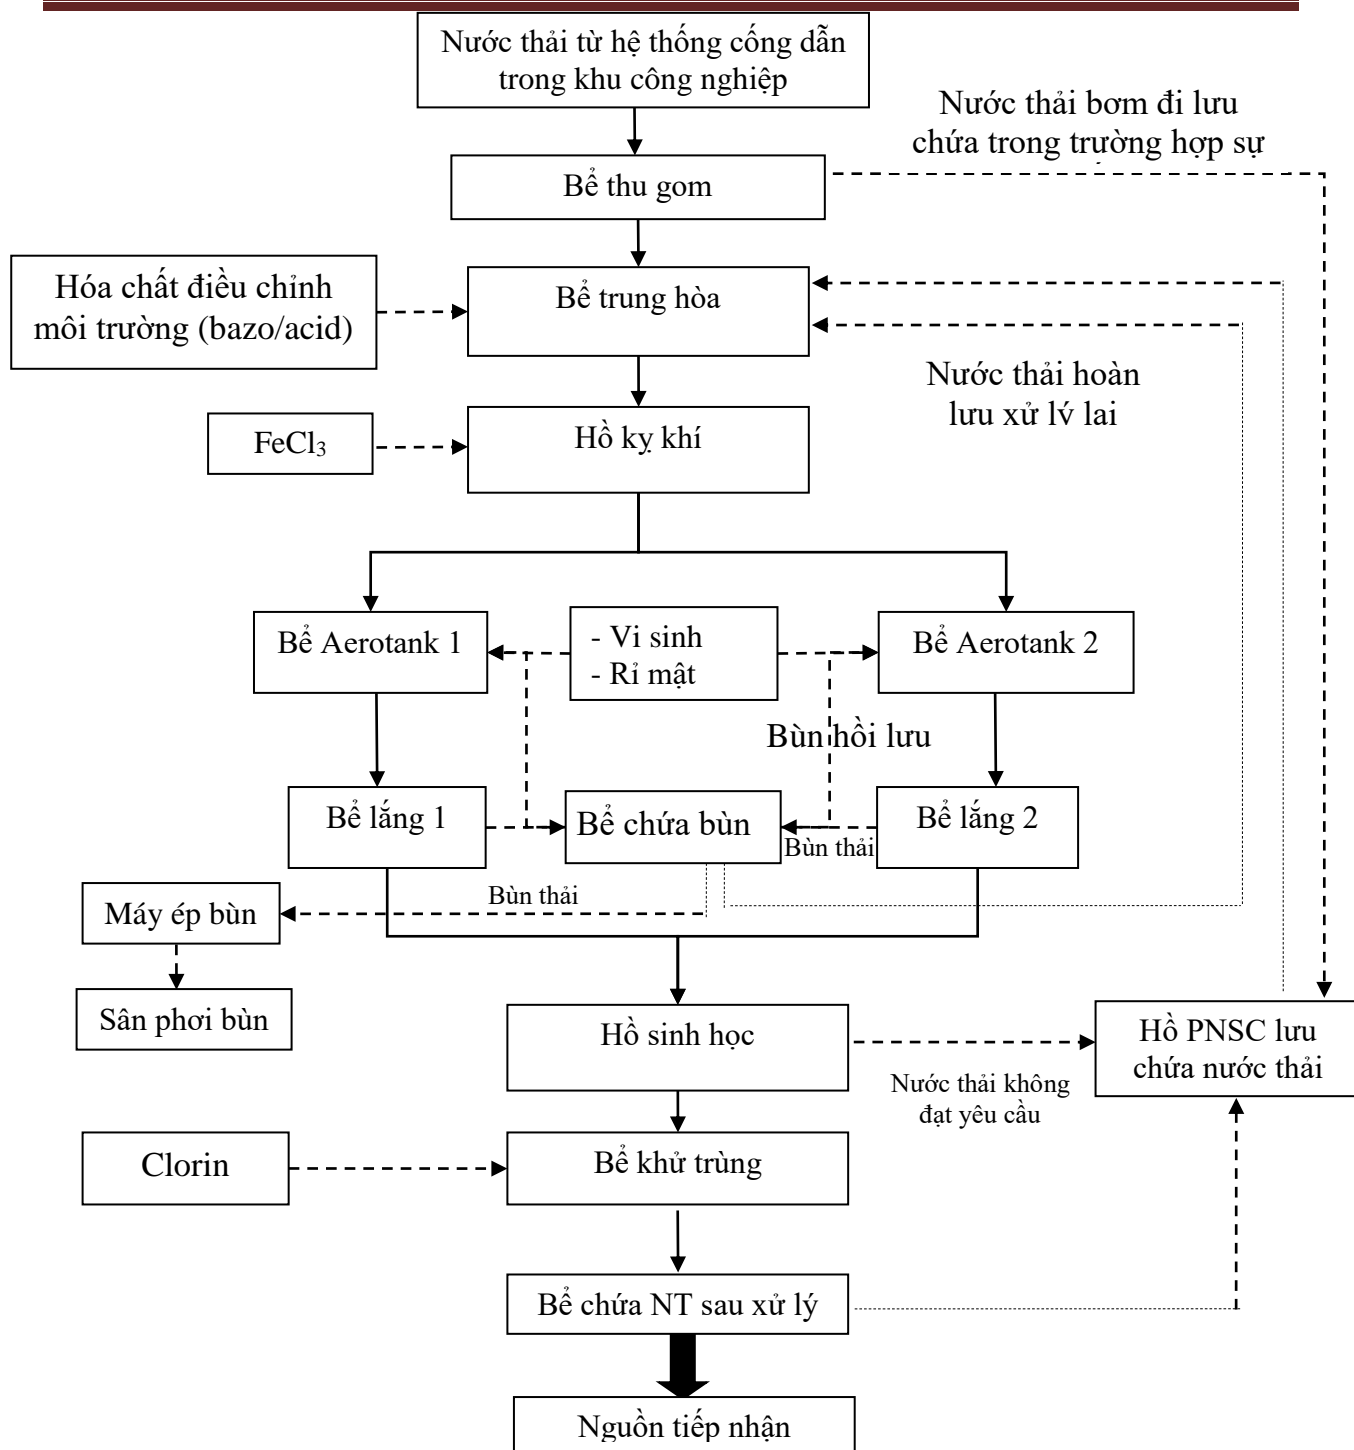 Nước thải từ hệ thống cống dẫn
trong khu công nghiệp
Nước thải bơm đi lưu
chứa trong trường hợp sự
Bể thu gom
Hóa chất điều chỉnh
môi trường (bazo/acid)
Bể trung hòa
Nước thải hoàn
lưu xử lý lai
FeCl₃
Hồ kỵ khí
Bể Aerotank 1
- Vi sinh
- Rỉ mật
Bể Aerotank 2
Bùn hồi lưu
Bể lắng 1
Bể chứa bùn
Bùn thải
Bể lắng 2
Máy ép bùn
Bùn thải
Sân phơi bùn
Hồ sinh học
Hồ PNSC lưu
chứa nước thải
Nước thải không
đạt yêu cầu
Clorin
Bể khử trùng
Bể chứa NT sau xử lý
Nguồn tiếp nhận